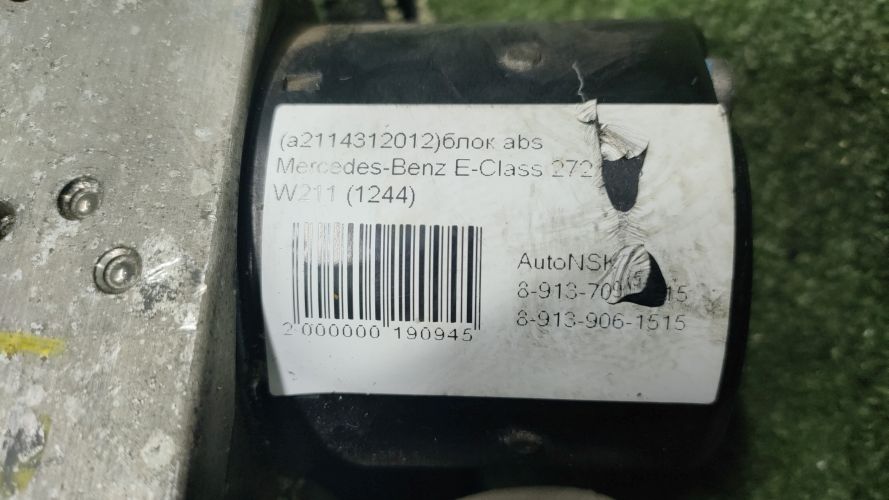 (a2114312012)блок abs
Mercedes-Benz E-Class 272
W211 (1244)
AutoNSK
8-913-906-1515
2 000000 190945